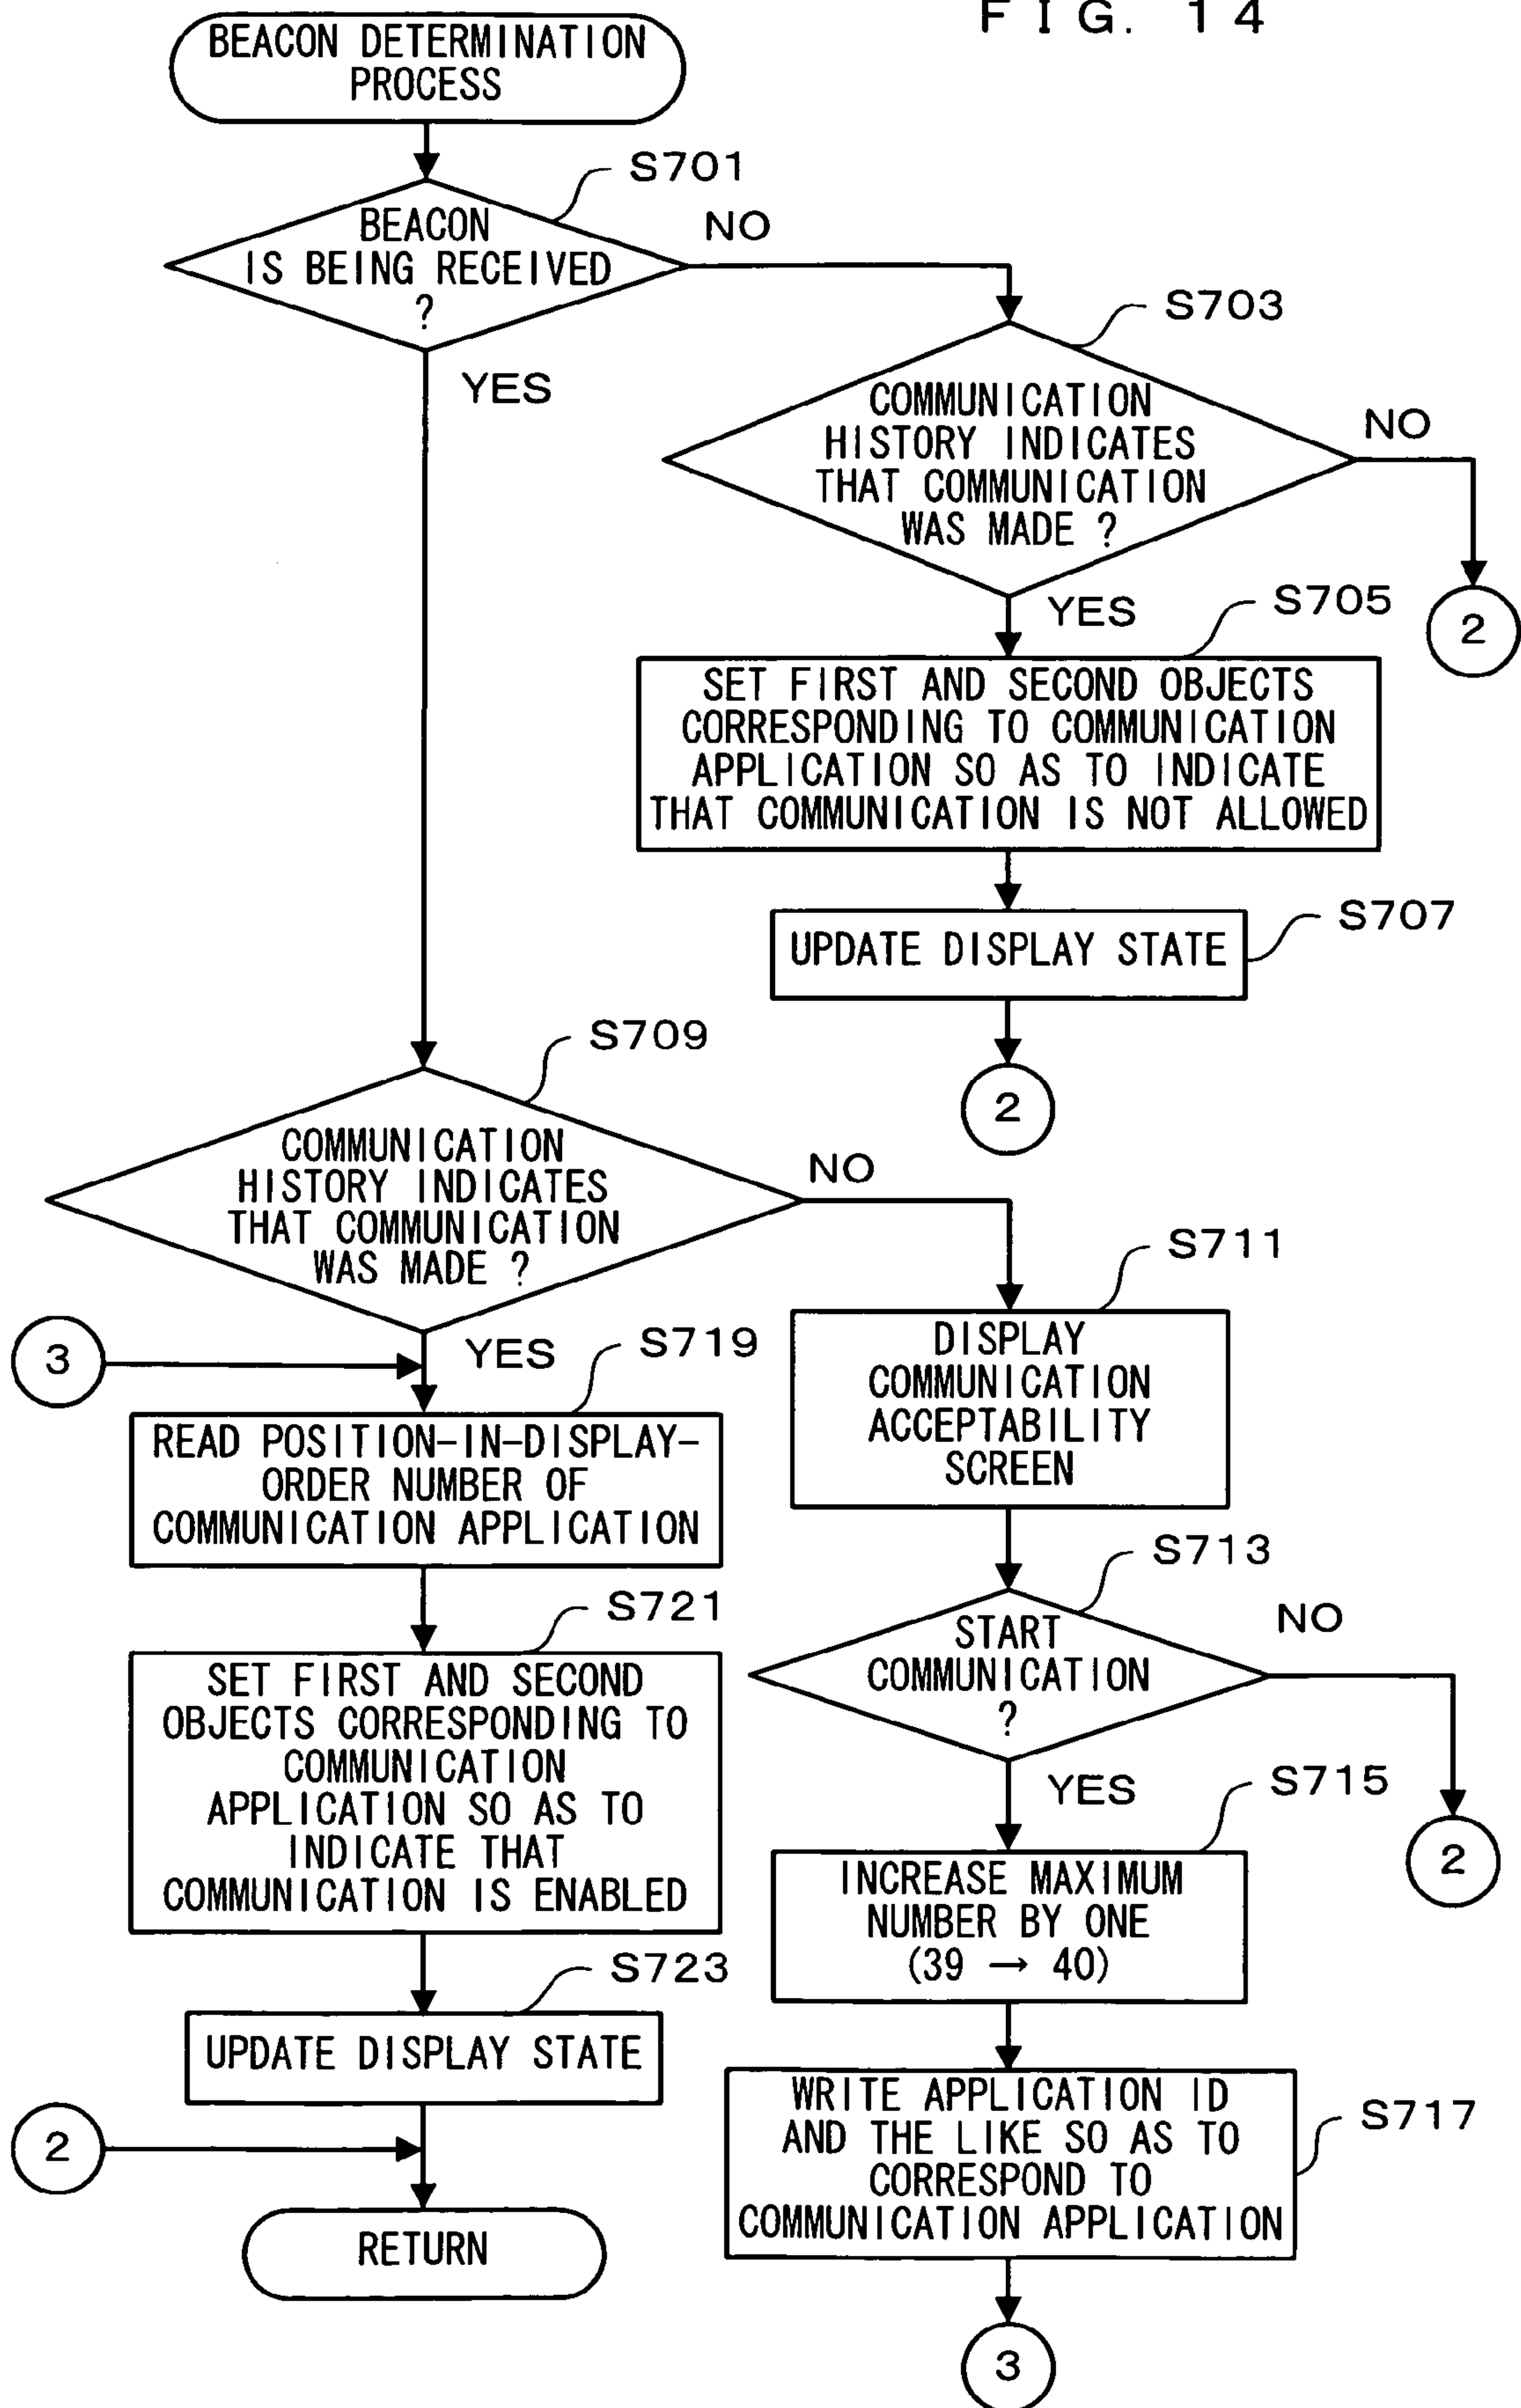 FIG. 14
BEACON DETERMINATION
PROCESS
S701
BEACON
IS BEING RECEIVED
?
NO
YES
S703
COMMUNICATION
HISTORY INDICATES
THAT COMMUNICATION
WAS MADE ?
NO
2
YES
S705
SET FIRST AND SECOND OBJECTS
CORRESPONDING TO COMMUNICATION
APPLICATION SO AS TO INDICATE
THAT COMMUNICATION IS NOT ALLOWED
S707
UPDATE DISPLAY STATE
2
S709
COMMUNICATION
HISTORY INDICATES
THAT COMMUNICATION
WAS MADE ?
NO
YES
3
S711
DISPLAY
COMMUNICATION
ACCEPTABILITY
SCREEN
S713
START
COMMUNICATION
?
NO
2
YES
S715
INCREASE MAXIMUM
NUMBER BY ONE
(39 → 40)
S717
WRITE APPLICATION ID
AND THE LIKE SO AS TO
CORRESPOND TO
COMMUNICATION APPLICATION
3
S719
READ POSITION-IN-DISPLAY-
ORDER NUMBER OF
COMMUNICATION APPLICATION
S721
SET FIRST AND SECOND
OBJECTS CORRESPONDING TO
COMMUNICATION
APPLICATION SO AS TO
INDICATE THAT
COMMUNICATION IS ENABLED
S723
UPDATE DISPLAY STATE
2
RETURN